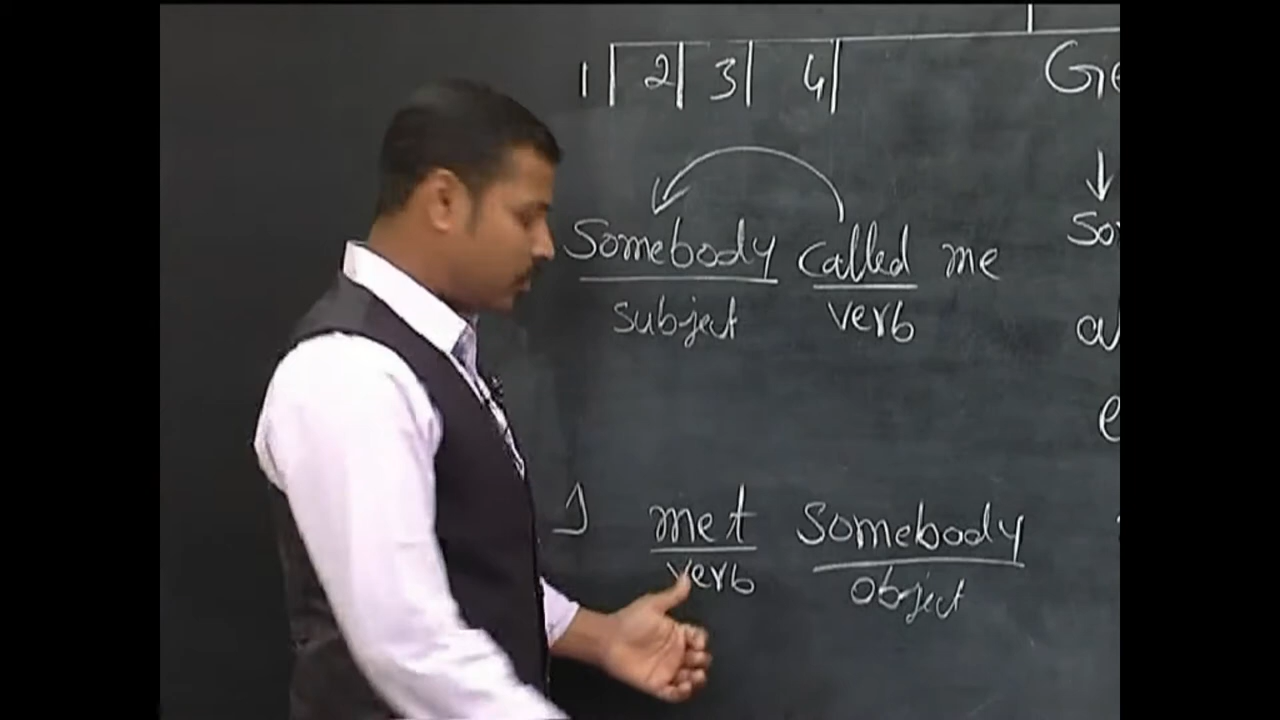 1| 2| 3| 4|
Somebody called me
subject verb
I met Somebody
verb object